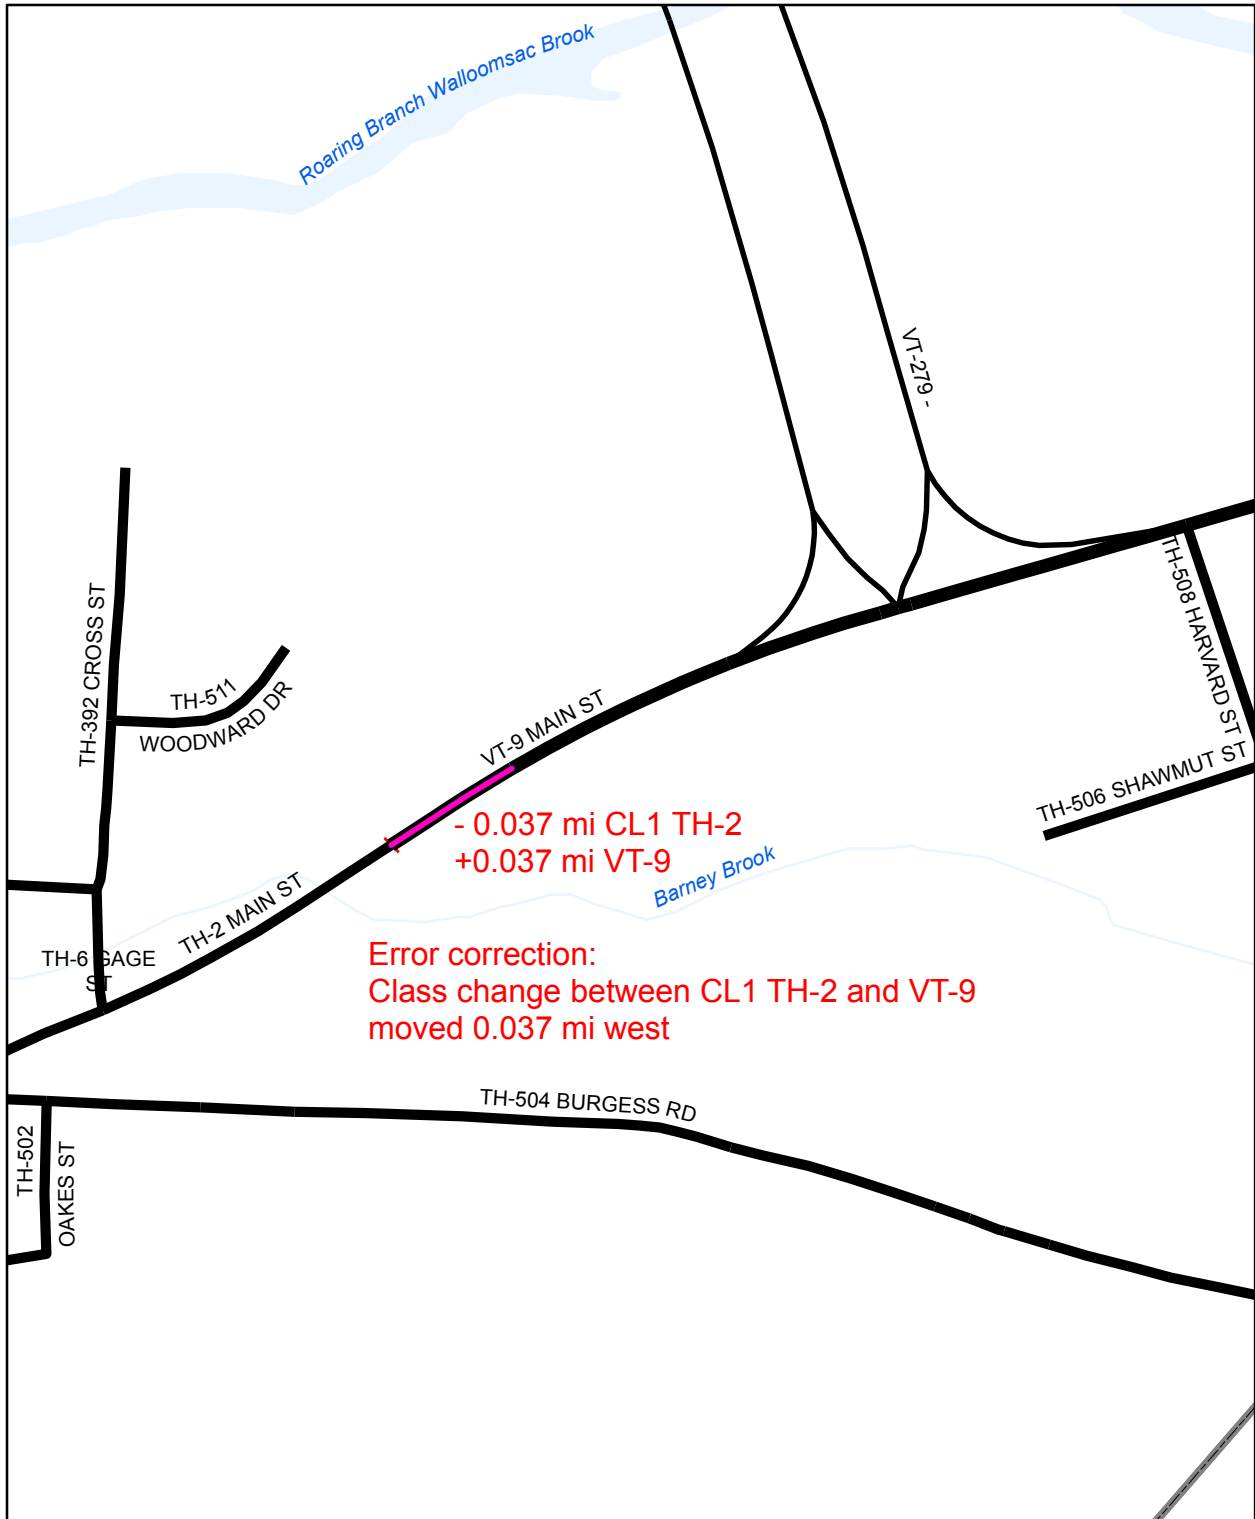 Roaring Branch Walloomsac Brook
VT-279 -
TH-392 CROSS ST
TH-511
WOODWARD DR
VT-9 MAIN ST
TH-508 HARVARD ST
TH-506 SHAWMUT ST
- 0.037 mi CL1 TH-2
+0.037 mi VT-9
Barney Brook
TH-2 MAIN ST
TH-6 GAGE
ST
Error correction:
Class change between CL1 TH-2 and VT-9
moved 0.037 mi west
TH-504 BURGESS RD
TH-502
OAKES ST